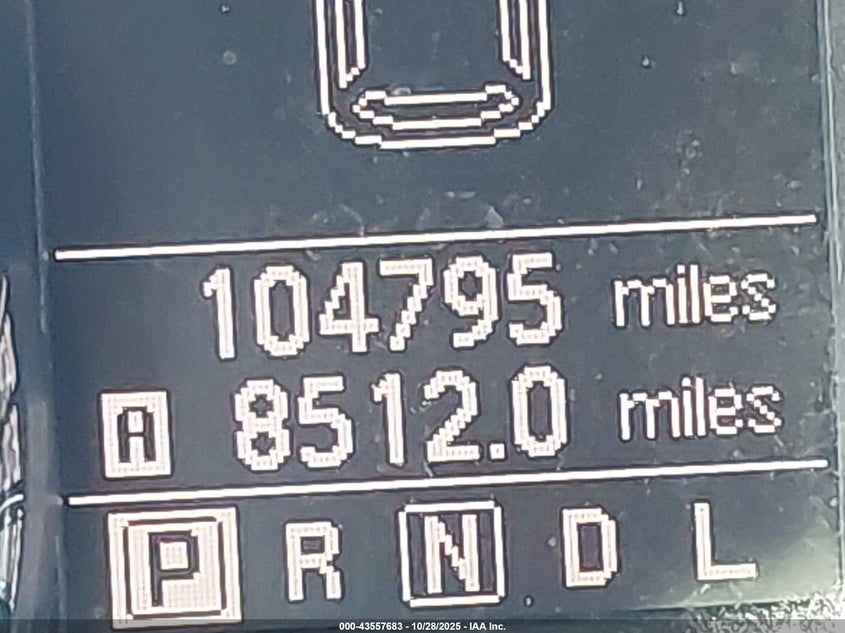 104795 miles
A 8512.0 miles
P R N D L
000-43557683 - 10/28/2025 - IAA Inc.